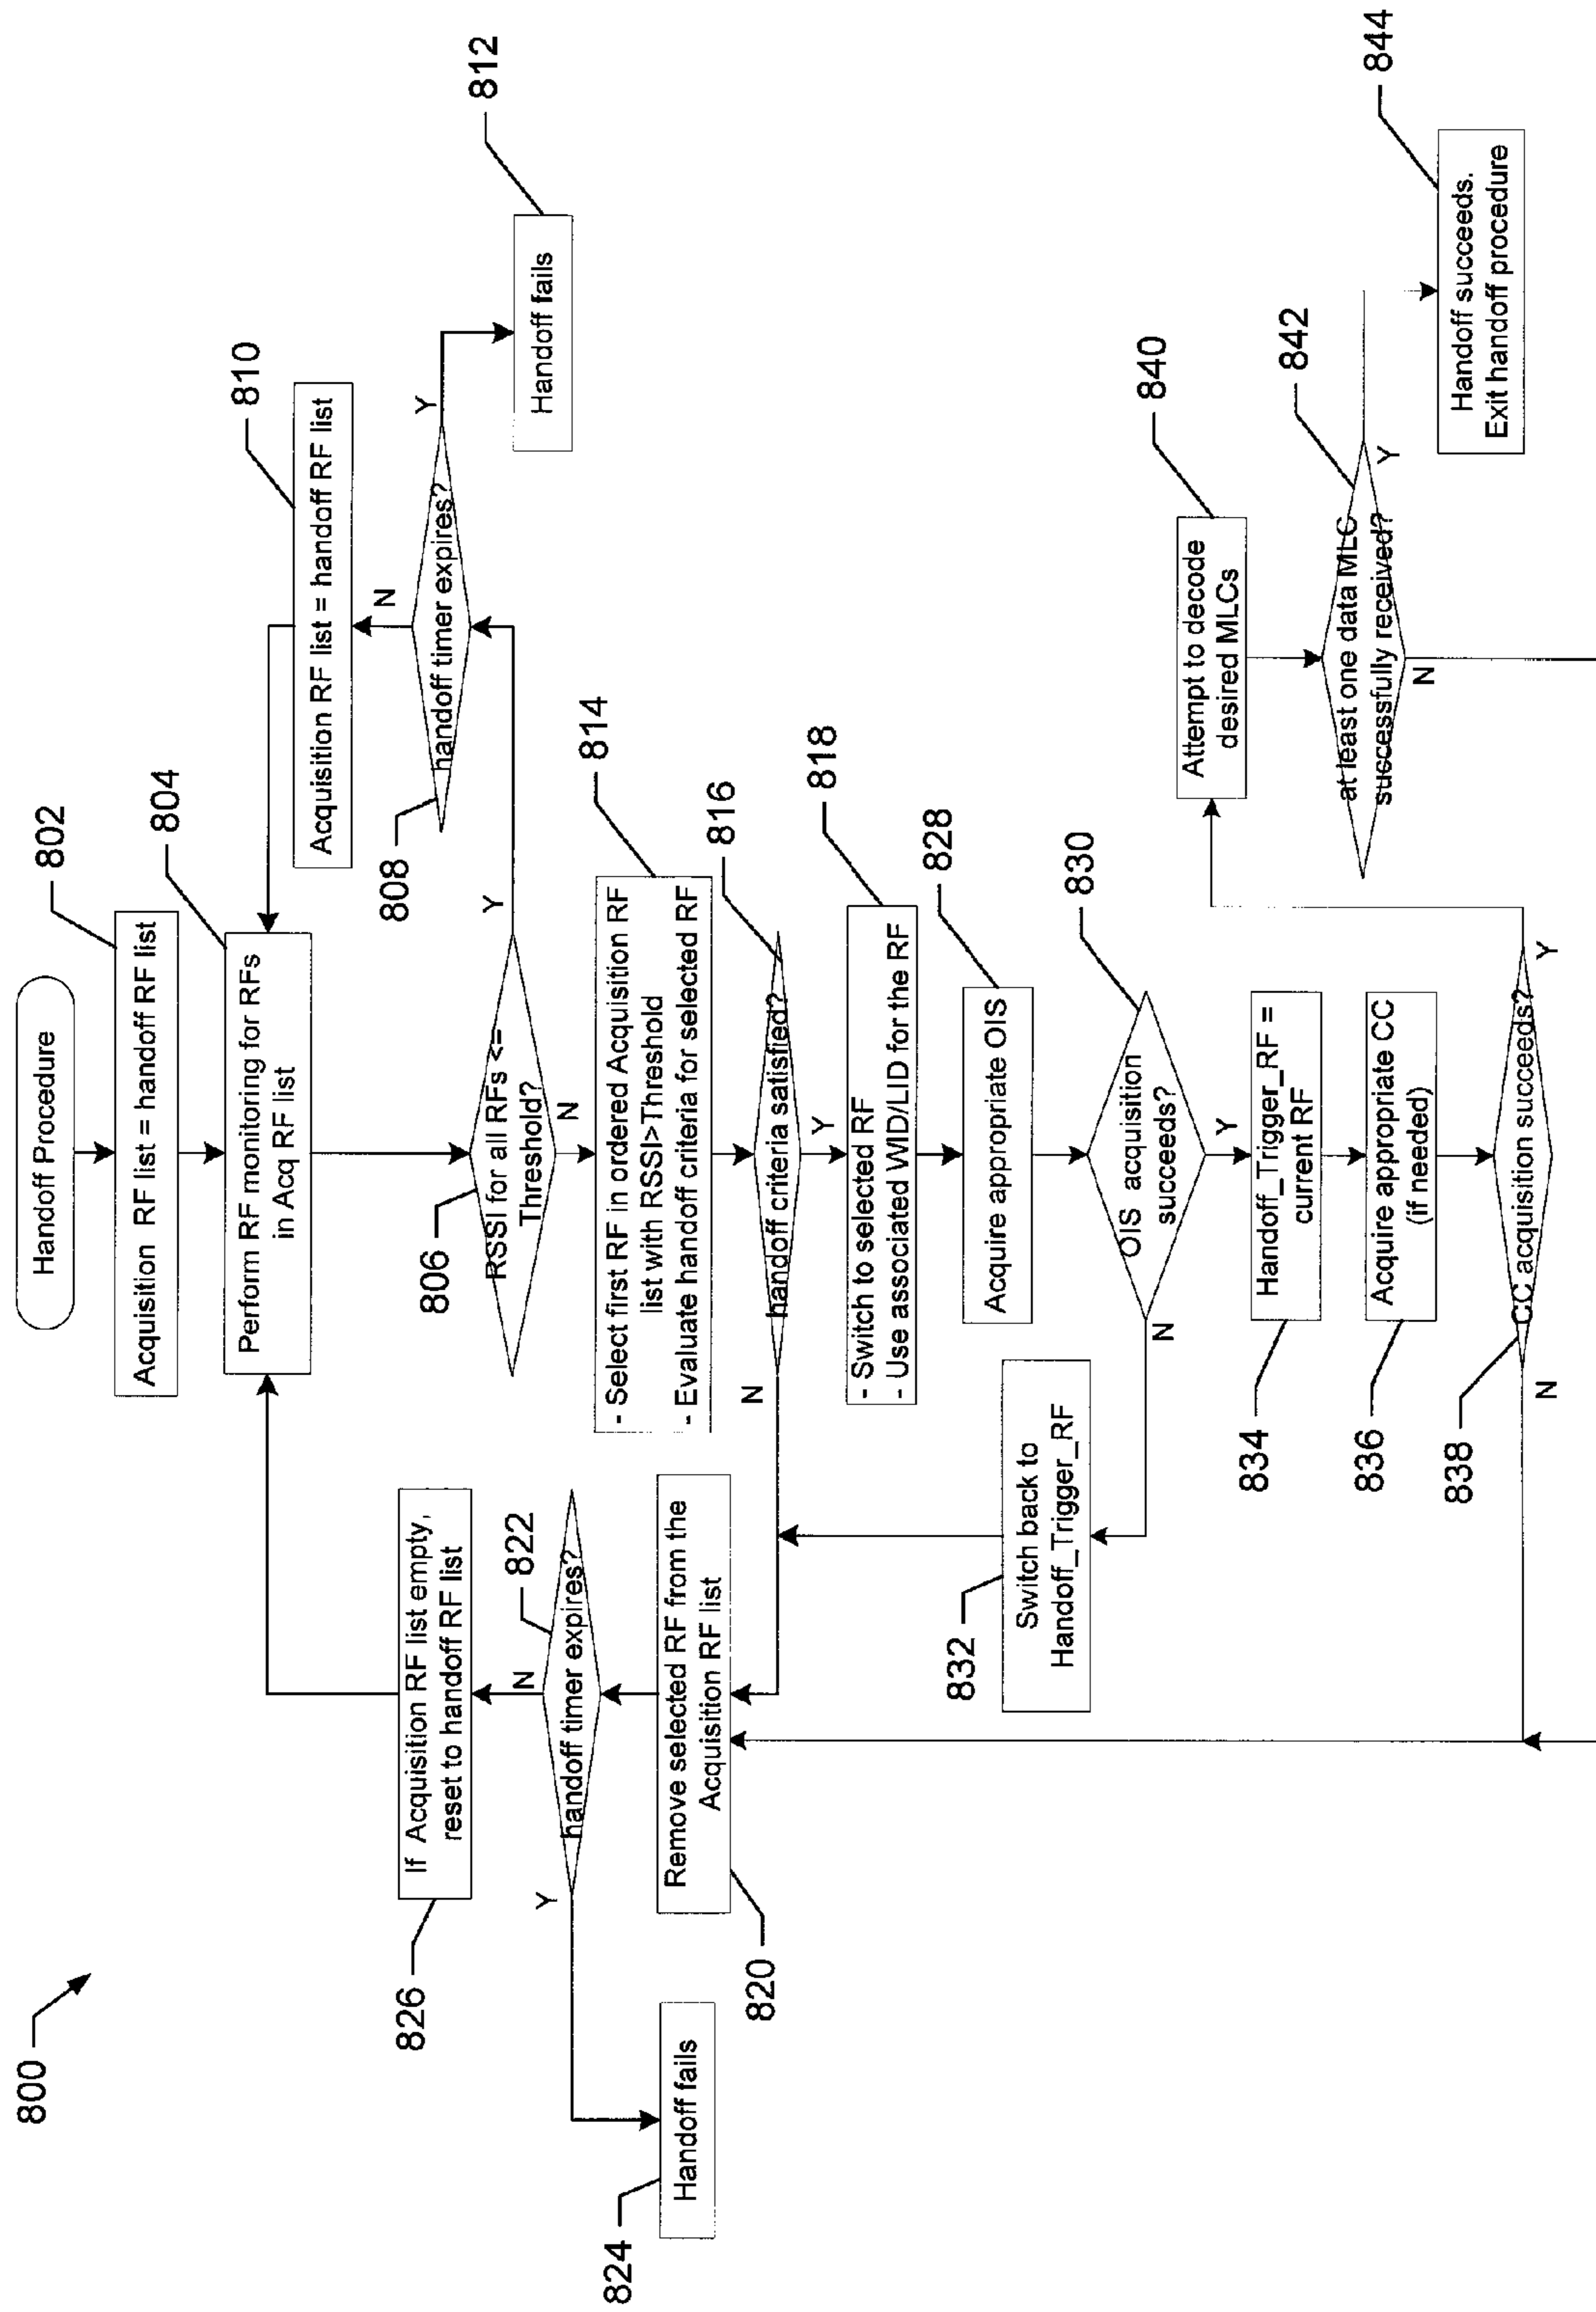 800
Handoff Procedure
802
Acquisition RF list = handoff RF list
804
Perform RF monitoring for RFs
in Acq RF list
806
RSSI for all RFs <=
Threshold?
Y
N
808
handoff timer expires?
Y
N
810
Acquisition RF list = handoff RF list
812
Handoff fails
814
- Select first RF in ordered Acquisition RF
list with RSSI>Threshold
- Evaluate handoff criteria for selected RF
816
handoff criteria satisfied?
N
Y
818
- Switch to selected RF
- Use associated WID/LID for the RF
820
Remove selected RF from the
Acquisition RF list
822
handoff timer expires?
Y
N
824
Handoff fails
826
If Acquisition RF list empty,
reset to handoff RF list
828
Acquire appropriate OIS
830
OIS acquisition
succeeds?
N
Y
832
Switch back to
Handoff_Trigger_RF
834
Handoff_Trigger_RF =
current RF
836
Acquire appropriate CC
(if needed)
838
CC acquisition succeeds?
N
Y
840
Attempt to decode
desired MLCs
842
at least one data MLC
successfully received?
Y
N
844
Handoff succeeds.
Exit handoff procedure